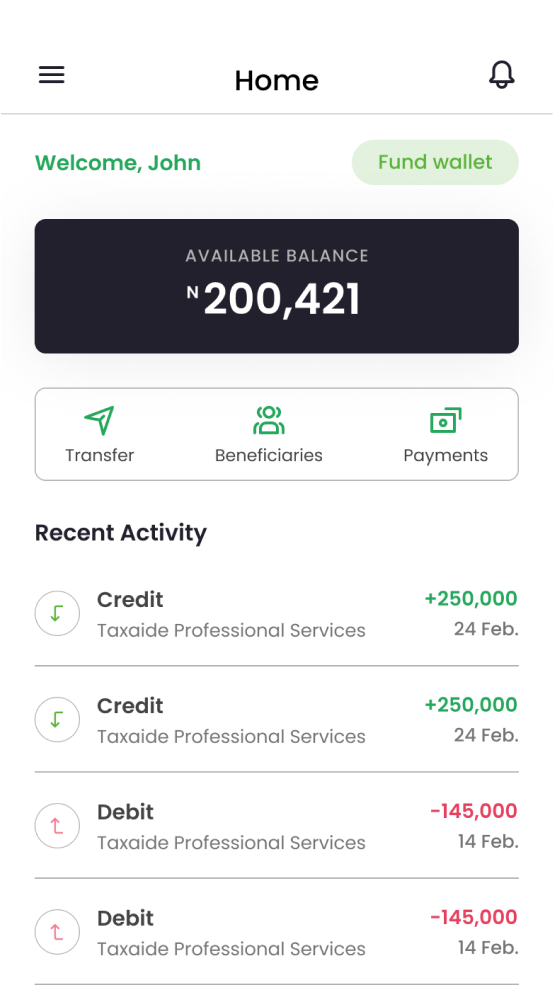 Home
Welcome, John
Fund wallet
AVAILABLE BALANCE
N200,421
Transfer
Beneficiaries
Payments
Recent Activity
Credit
+250,000
Taxaide Professional Services
24 Feb.
Credit
+250,000
Taxaide Professional Services
24 Feb.
Debit
-145,000
Taxaide Professional Services
14 Feb.
Debit
-145,000
Taxaide Professional Services
14 Feb.